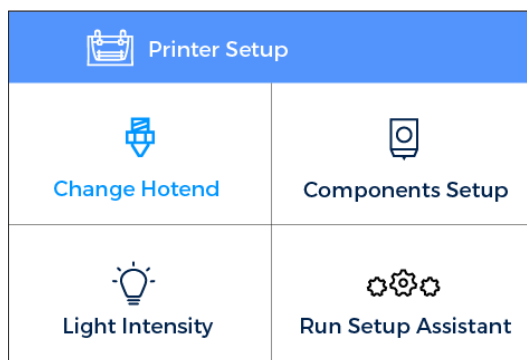 Printer Setup
Change Hotend
Components Setup
Light Intensity
Run Setup Assistant